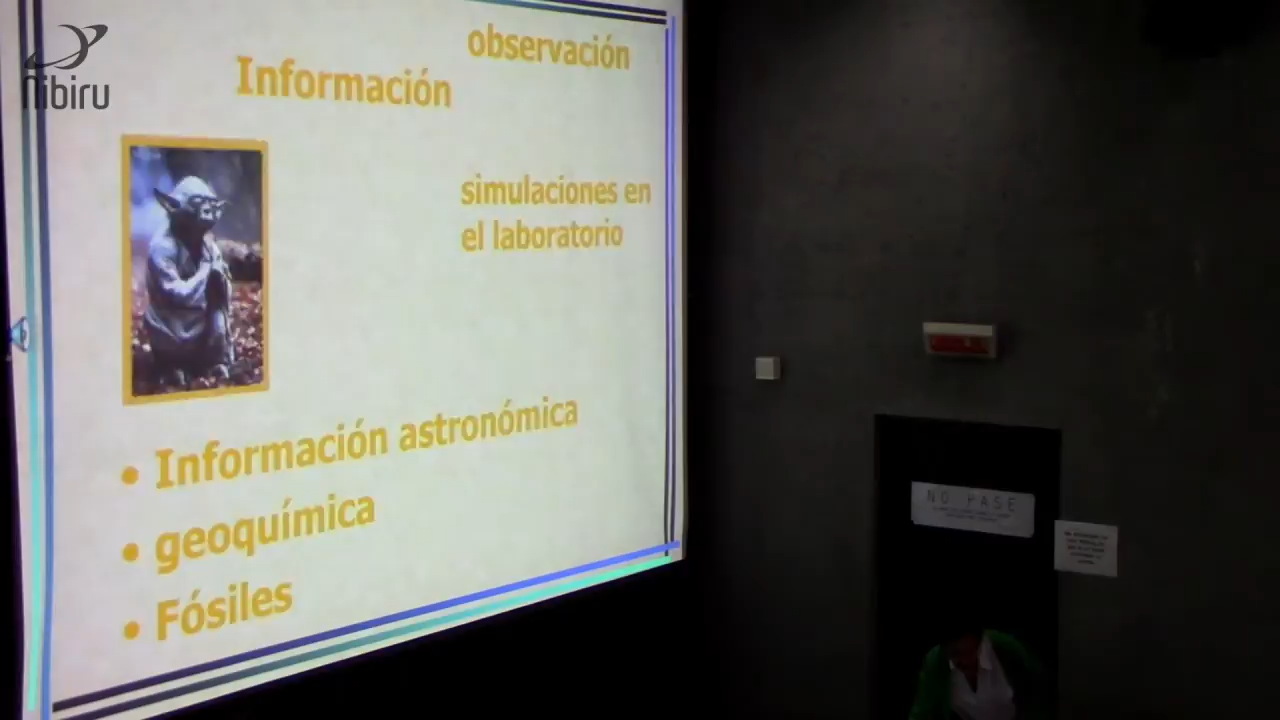 nibiru
observación
Información
simulaciones en
el laboratorio
• Información astronómica
• geoquímica
• Fósiles
NO PASE